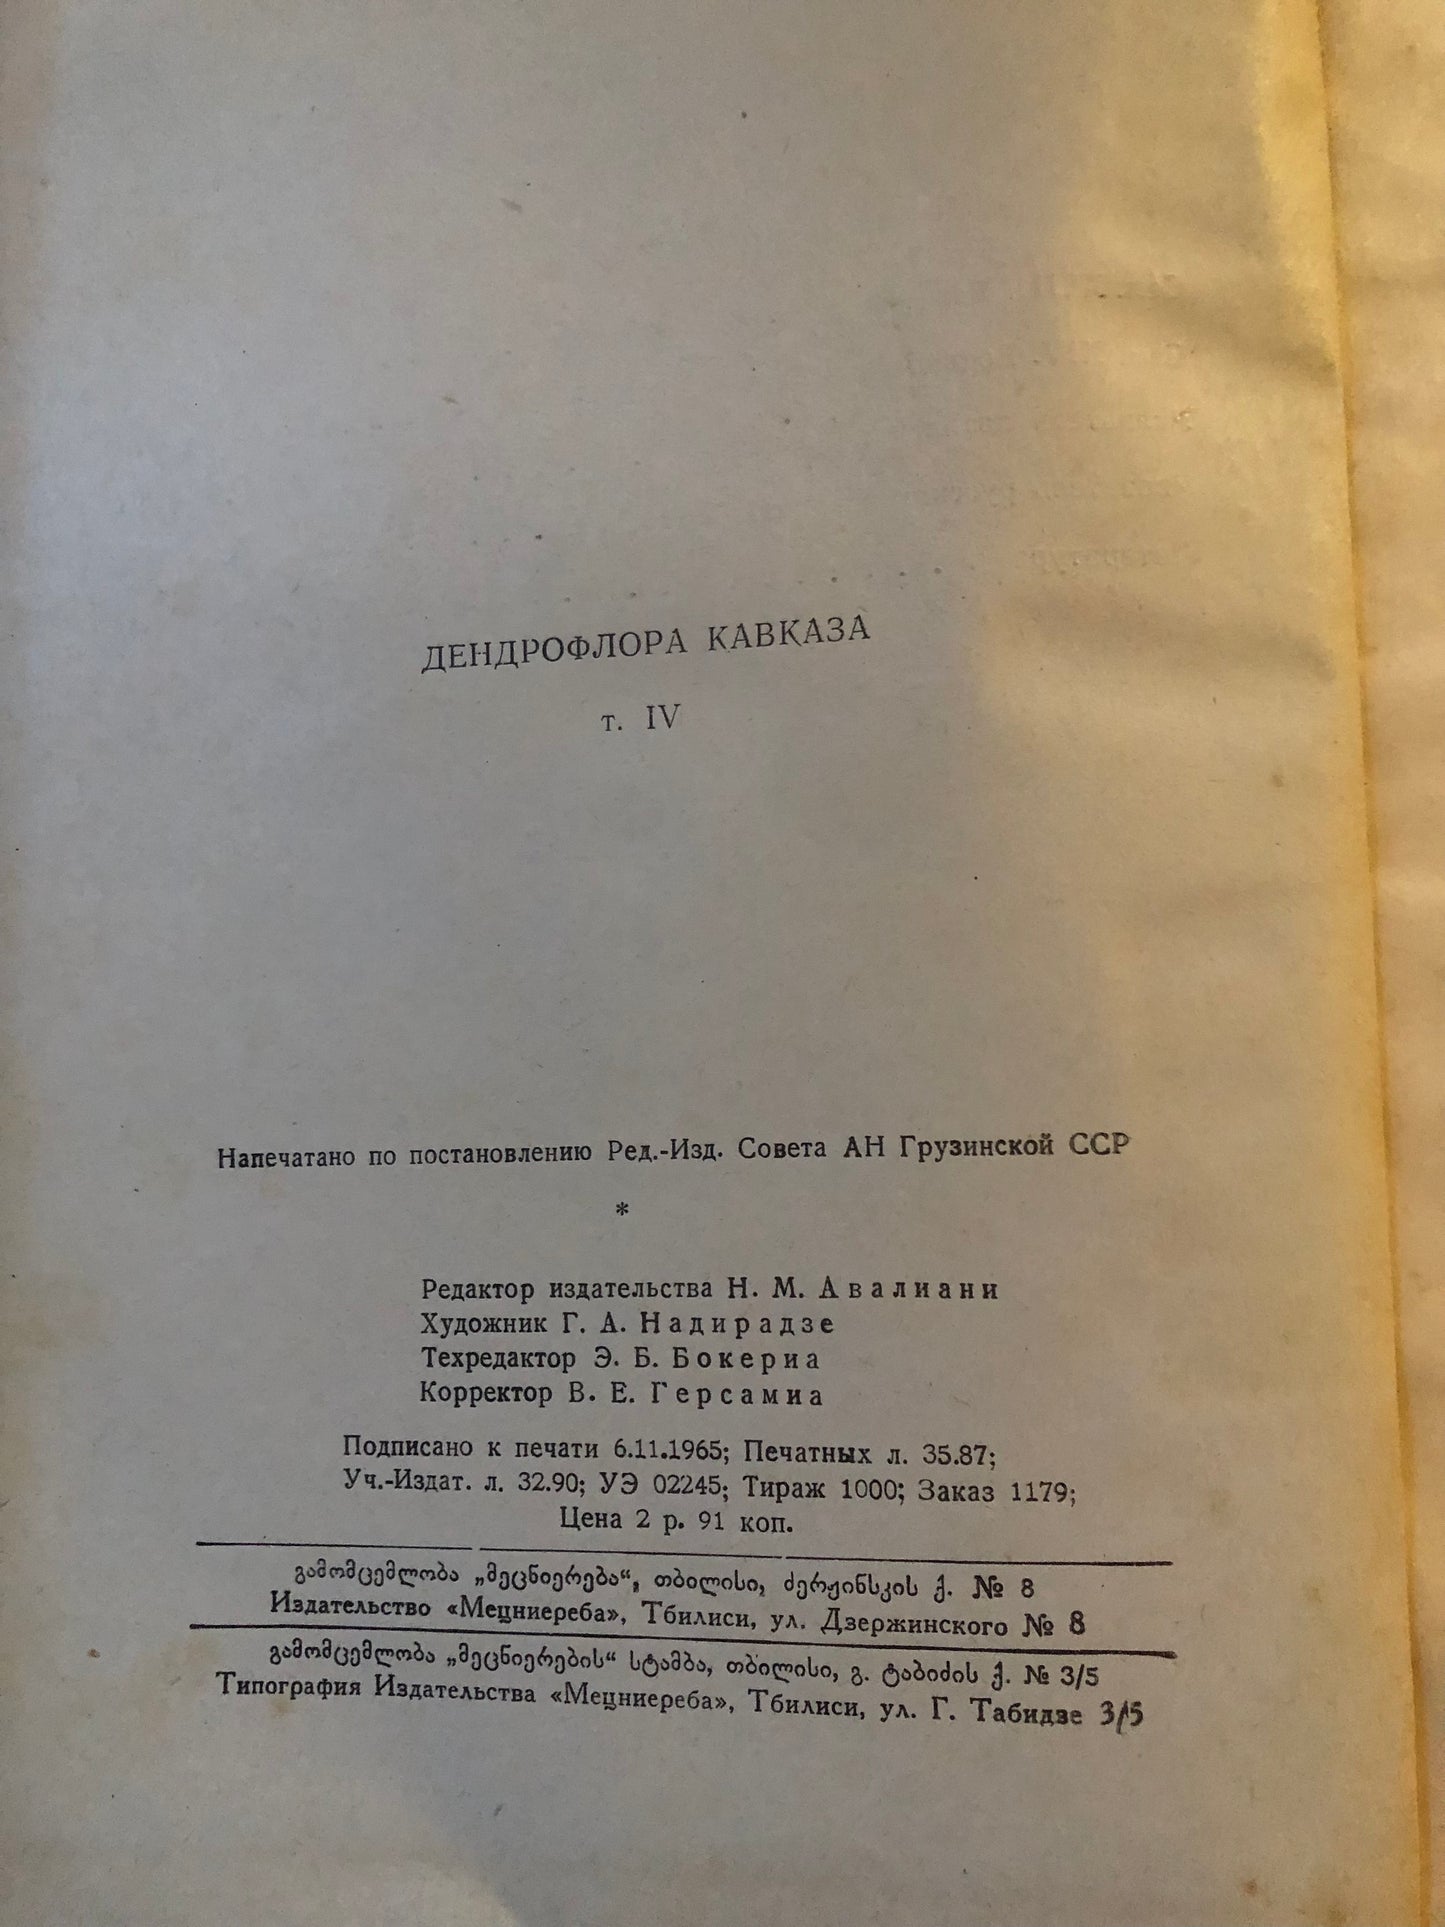 ДЕНДРОФЛОРА КАВКАЗА
т. IV
Напечатано по постановлению Ред.-Изд. Совета АН Грузинской ССР
*
Редактор издательства Н. М. Авалиани
Художник Г. А. Надирадзе
Техредактор Э. Б. Бокериа
Корректор В. Е. Герсамиа
Подписано к печати 6.11.1965; Печатных л. 35.87;
Уч.-Издат. л. 32.90; УЭ 02245; Тираж 1000; Заказ 1179;
Цена 2 р. 91 коп.
გამომცემლობა „მეცნიერება“, თბილისი, ძერჟინსკის ქ. № 8
Издательство «Мецниереба», Тбилиси, ул. Дзержинского № 8
გამომცემლობა „მეცნიერების“ სტამბა, თბილისი, გ. ტაბიძის ქ. № 3/5
Типография Издательства «Мецниереба», Тбилиси, ул. Г. Табидзе 3/5